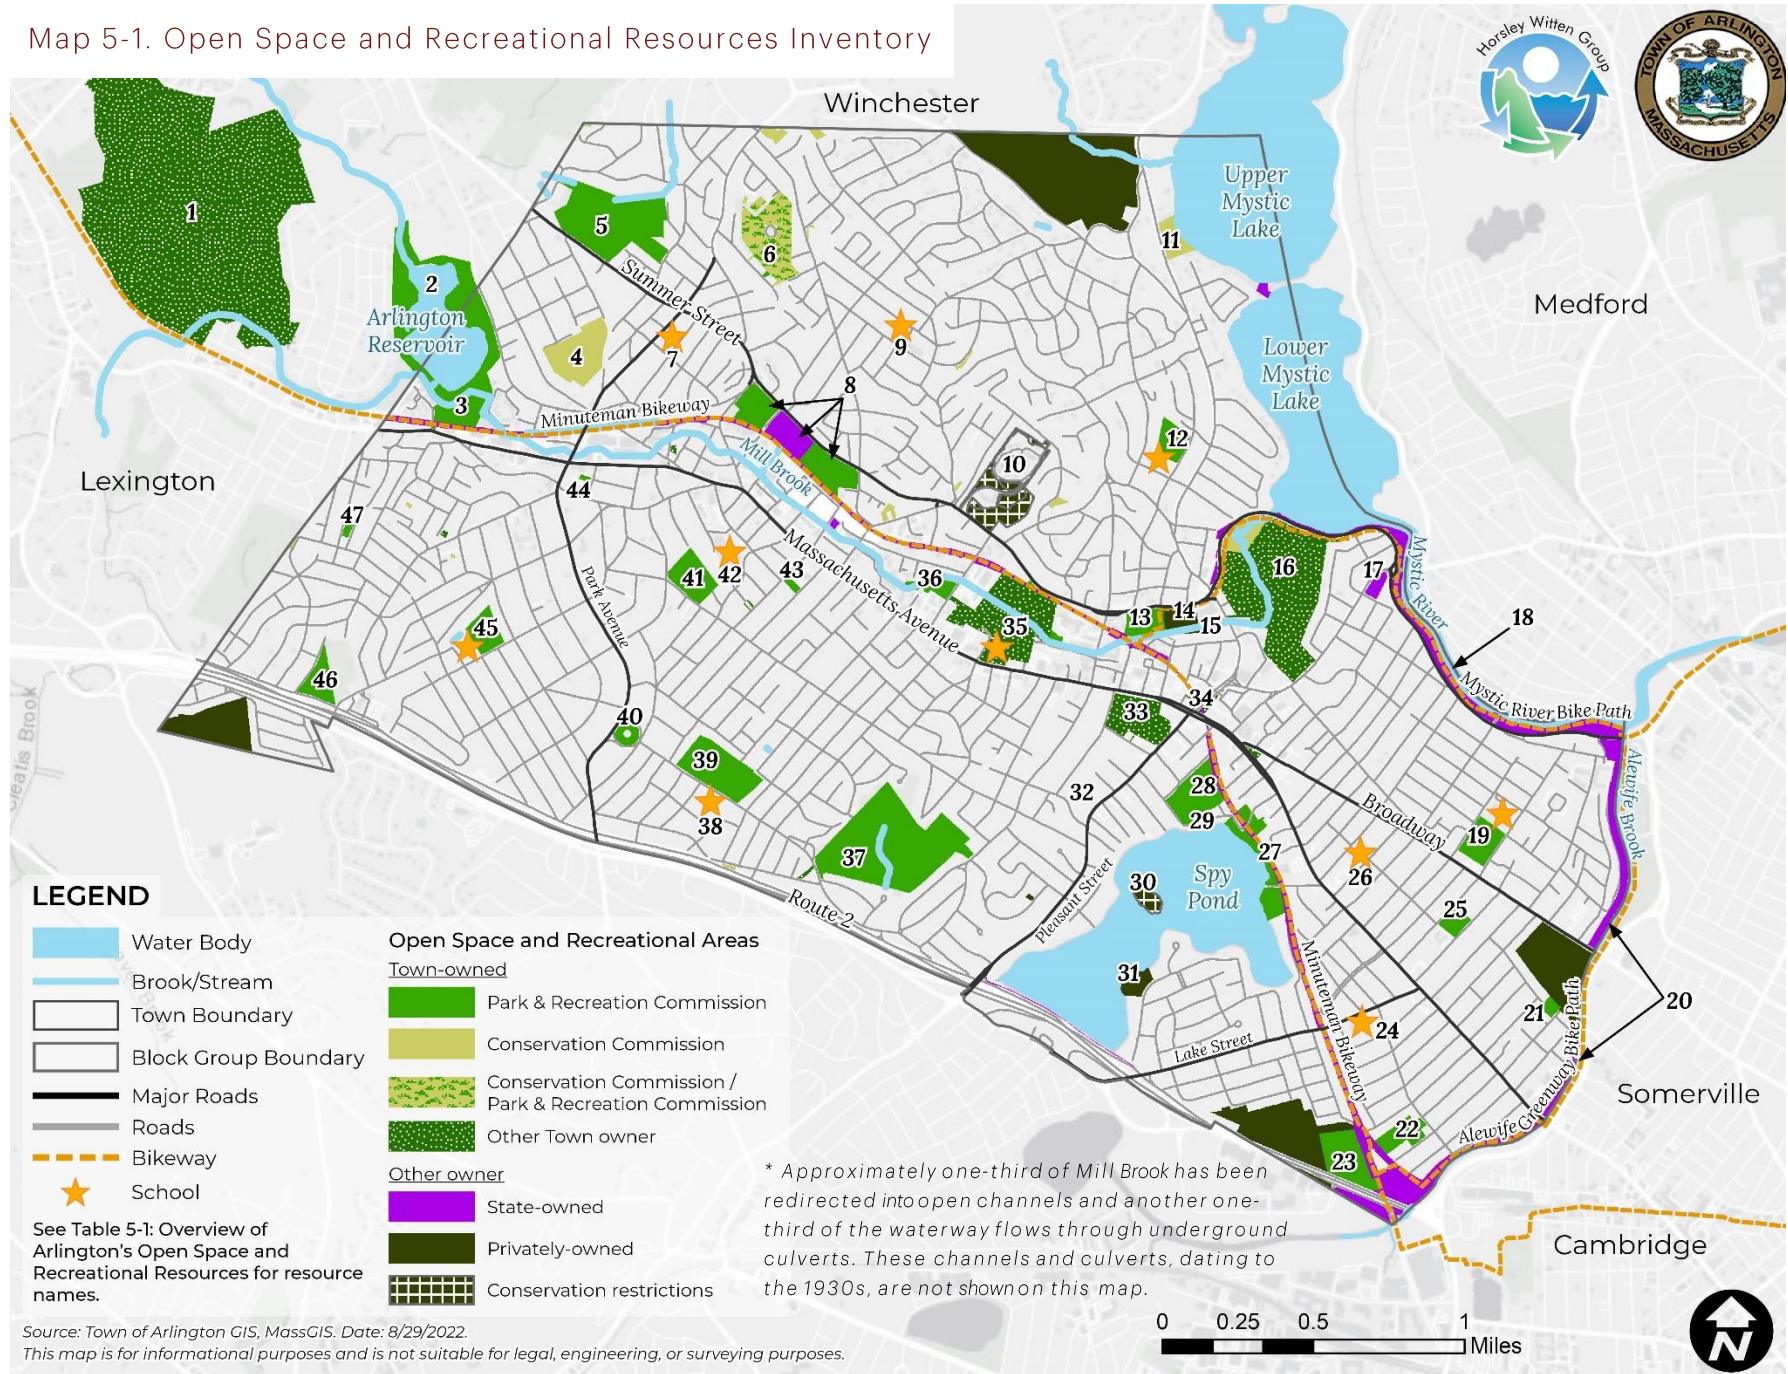 Map 5-1. Open Space and Recreational Resources Inventory
Horsley Witten Group
TOWN OF ARLINGTON
MASSACHUSETTS
Winchester
Medford
Lexington
Somerville
Cambridge
Upper
Mystic
Lake
Lower
Mystic
Lake
Arlington
Reservoir
Summer Street
Minuteman Bikeway
Mill Brook
Massachusetts Avenue
Park Avenue
Mystic River
Mystic River Bike Path
Alewife Brook
Broadway
Pleasant Street
Spy
Pond
Route 2
Lake Street
Minuteman Bikeway
Alewife Greenway Bike Path
1
2
3
4
5
6
7
8
9
10
11
12
13
14
15
16
17
18
19
20
21
22
23
24
25
26
27
28
29
30
31
32
33
34
35
36
37
38
39
40
41
42
43
44
45
46
47
LEGEND
Water Body
Brook/Stream
Town Boundary
Block Group Boundary
Major Roads
Roads
Bikeway
School
See Table 5-1: Overview of
Arlington's Open Space and
Recreational Resources for resource
names.
Open Space and Recreational Areas
Town-owned
Park & Recreation Commission
Conservation Commission
Conservation Commission /
Park & Recreation Commission
Other Town owner
Other owner
State-owned
Privately-owned
Conservation restrictions
* Approximately one-third of Mill Brook has been
redirected into open channels and another one-
third of the waterway flows through underground
culverts. These channels and culverts, dating to
the 1930s, are not shown on this map.
0 0.25 0.5 1
Miles
N
Source: Town of Arlington GIS, MassGIS. Date: 8/29/2022.
This map is for informational purposes and is not suitable for legal, engineering, or surveying purposes.